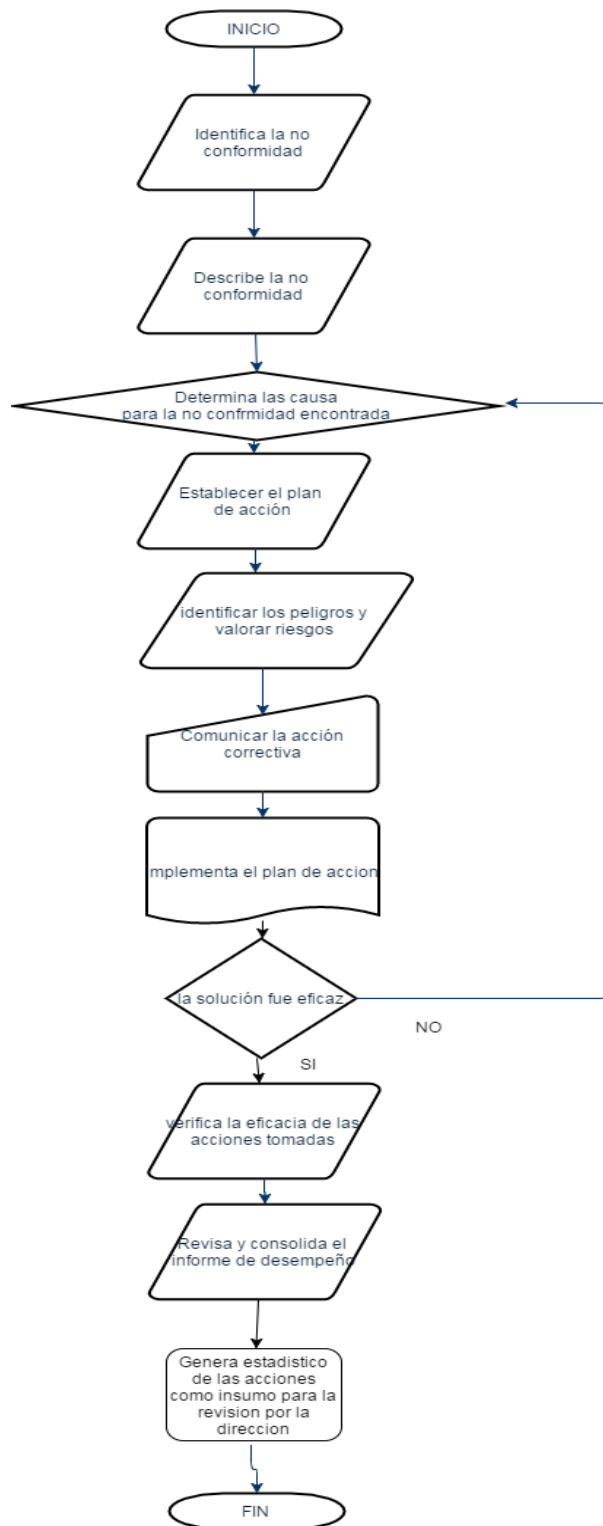 INICIO
Identifica la no
conformidad
Describe la no
conformidad
Determina las causa
para la no confrmidad encontrada
Establecer el plan
de acción
identificar los peligros y
valorar riesgos
Comunicar la acción
correctiva
mplementa el plan de accion
la solución fue eficaz
NO
SI
verifica la eficacia de las
acciones tomadas
Revisa y consolida el
informe de desempeño
Genera estadistico
de las acciones
como insumo para la
revision por la
direccion
FIN